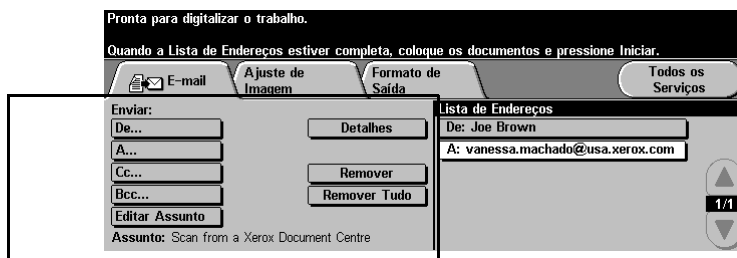 Pronta para digitalizar o trabalho.
Quando a Lista de Endereços estiver completa, coloque os documentos e pressione Iniciar.
E-mail
Ajuste de
Imagem
Formato de
Saída
Todos os
Serviços
Enviar:
De...
A...
Cc...
Bcc...
Editar Assunto
Detalhes
Remover
Remover Tudo
Assunto: Scan from a Xerox Document Centre
Lista de Endereços
De: Joe Brown
A: vanessa.machado@usa.xerox.com
1/1